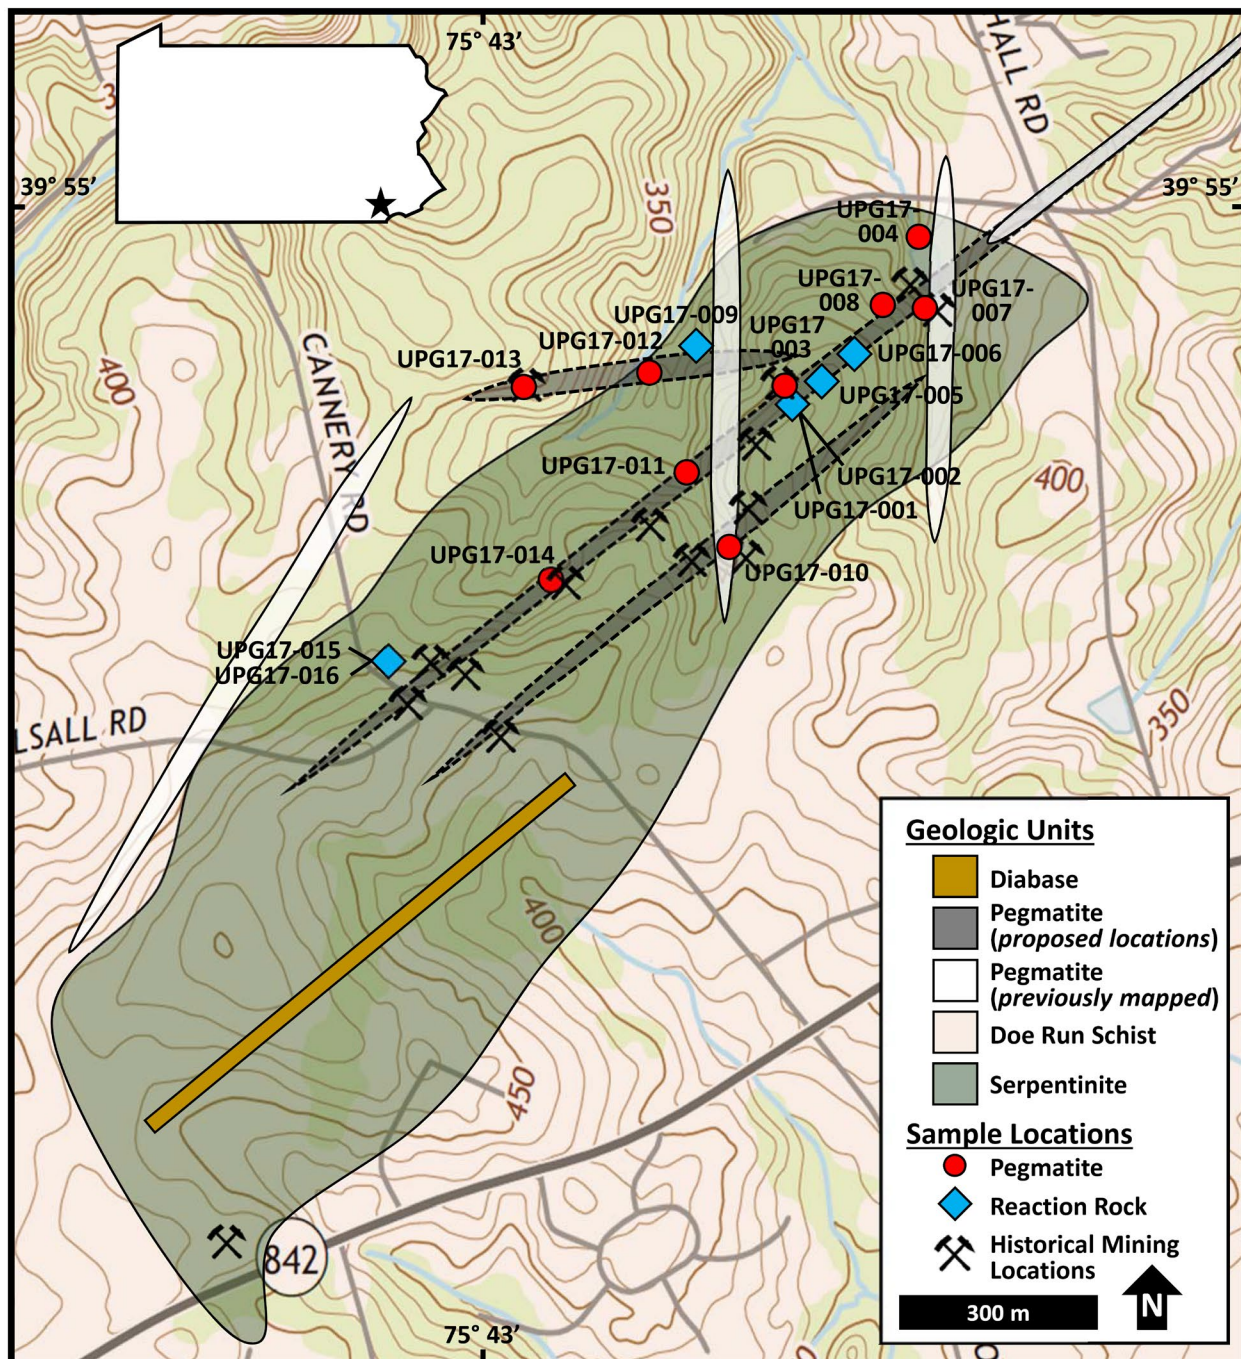 75° 43’
HALL RD
3
39° 55’
39° 55’
350
UPG17-
004
UPG17-
008
UPG17-
007
UPG17-009
UPG17
003
UPG17-012
UPG17-013
UPG17-006
UPG17-005
400
CANNERY RD
UPG17-011
UPG17-002
400
UPG17-001
UPG17-014
UPG17-010
UPG17-015
UPG17-016
LSALL RD
350
400
450
842
75° 43’
Geologic Units
Diabase
Pegmatite
(proposed locations)
Pegmatite
(previously mapped)
Doe Run Schist
Serpentinite
Sample Locations
Pegmatite
Reaction Rock
Historical Mining
Locations
300 m
N